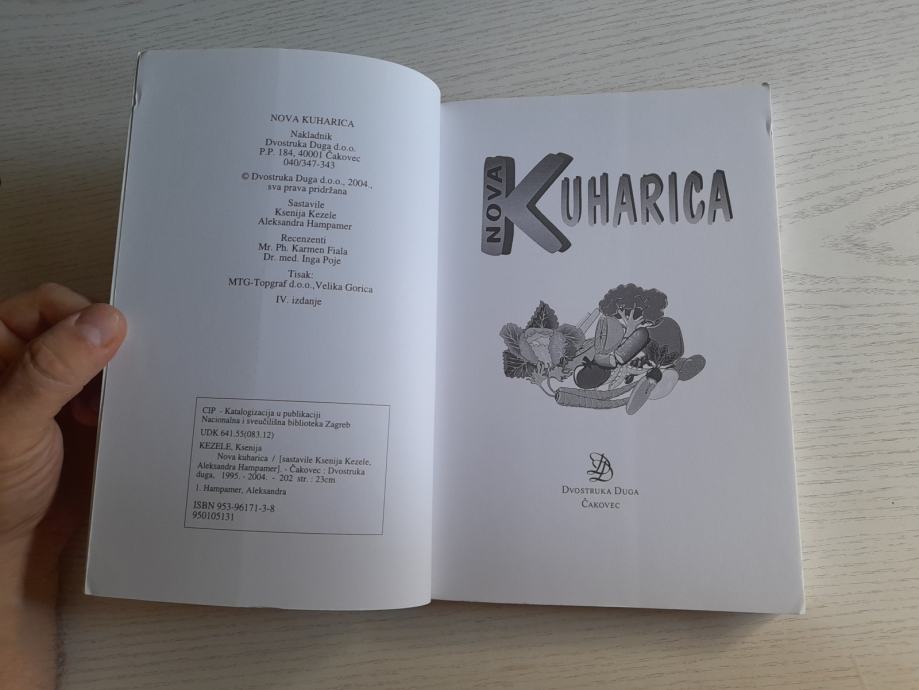 NOVA KUHARICA
Nakladnik
Dvostruka Duga d.o.o.
P.P. 184, 40001 Čakovec
040/347-343
© Dvostruka Duga d.o.o., 2004.,
sva prava pridržana
Sastavile
Ksenija Kezele
Aleksandra Hampamer
Recenzenti
Mr. Ph. Karmen Fiala
Dr. med. Inga Poje
Tisak:
MTG-Topgraf d.o.o.,Velika Gorica
IV. izdanje
CIP - Katalogizacija u publikaciji
Nacionalna i sveučilišna biblioteka Zagreb
UDK 641.55(083.12)
KEZELE, Ksenija
Nova kuharica / [sastavile Ksenija Kezele,
Aleksandra Hampamer]. - Čakovec : Dvostruka
duga, 1995. - 2004. - 202 str. : 23cm
1. Hampamer, Aleksandra
ISBN 953-96171-3-8
950105131
NOVA KUHARICA
DVOSTRUKA DUGA
ČAKOVEC